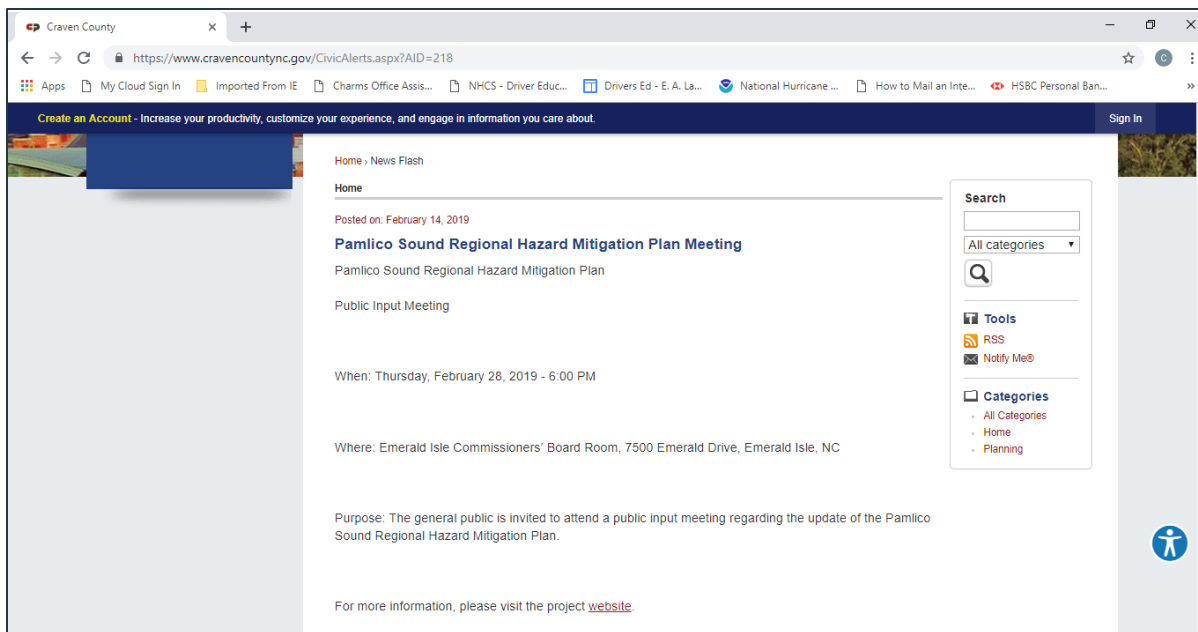 Craven County
https://www.cravencountync.gov/CivicAlerts.aspx?AID=218
C
Apps My Cloud Sign In Imported From IE Charms Office Assis... NHCS - Driver Educ... Drivers Ed - E. A. La... National Hurricane ... How to Mail an Inte... HSBC Personal Ban... »
Create an Account - Increase your productivity, customize your experience, and engage in information you care about. Sign In
Home › News Flash
Home
Posted on: February 14, 2019
Pamlico Sound Regional Hazard Mitigation Plan Meeting
Pamlico Sound Regional Hazard Mitigation Plan
Public Input Meeting
When: Thursday, February 28, 2019 - 6:00 PM
Where: Emerald Isle Commissioners' Board Room, 7500 Emerald Drive, Emerald Isle, NC
Purpose: The general public is invited to attend a public input meeting regarding the update of the Pamlico
Sound Regional Hazard Mitigation Plan.
For more information, please visit the project website.
Search
All categories
Tools
RSS
Notify Me®
Categories
All Categories
Home
Planning